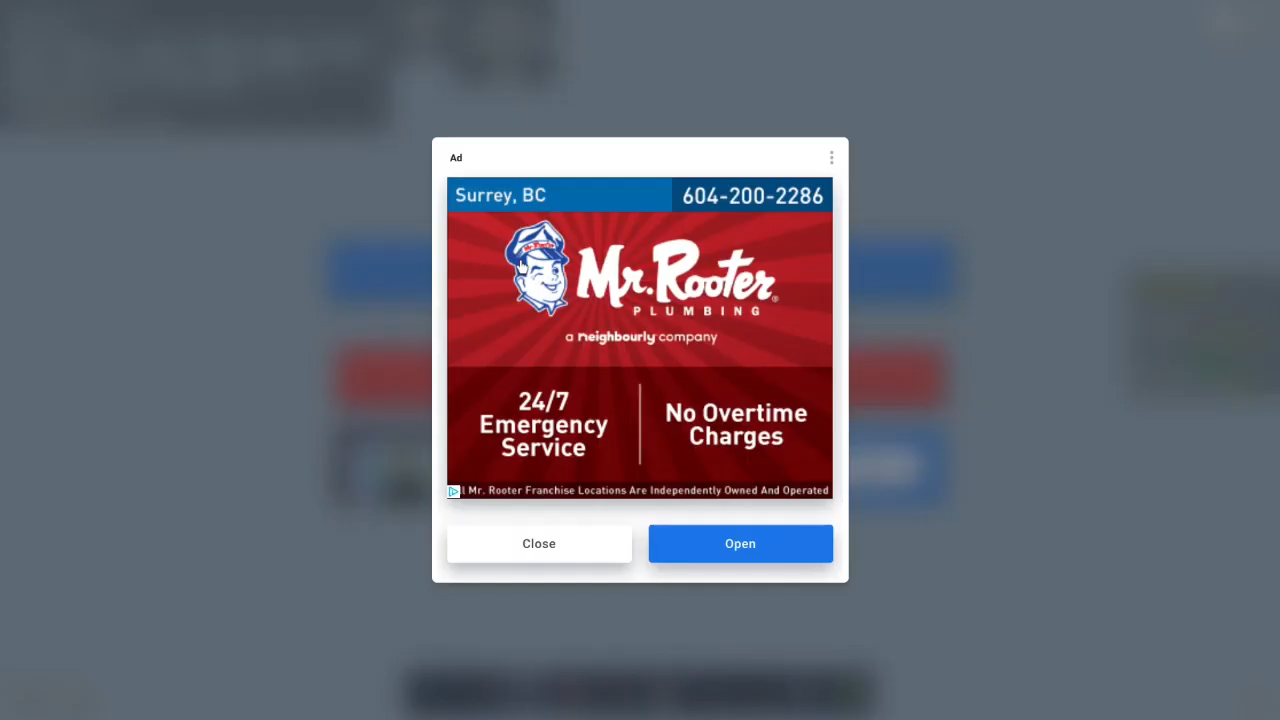 Ad
Surrey, BC
604-200-2286
Mr. Rooter®
PLUMBING
a neighbourly company
24/7
Emergency
Service
No Overtime
Charges
Mr. Rooter Franchise Locations Are Independently Owned And Operated
Close
Open